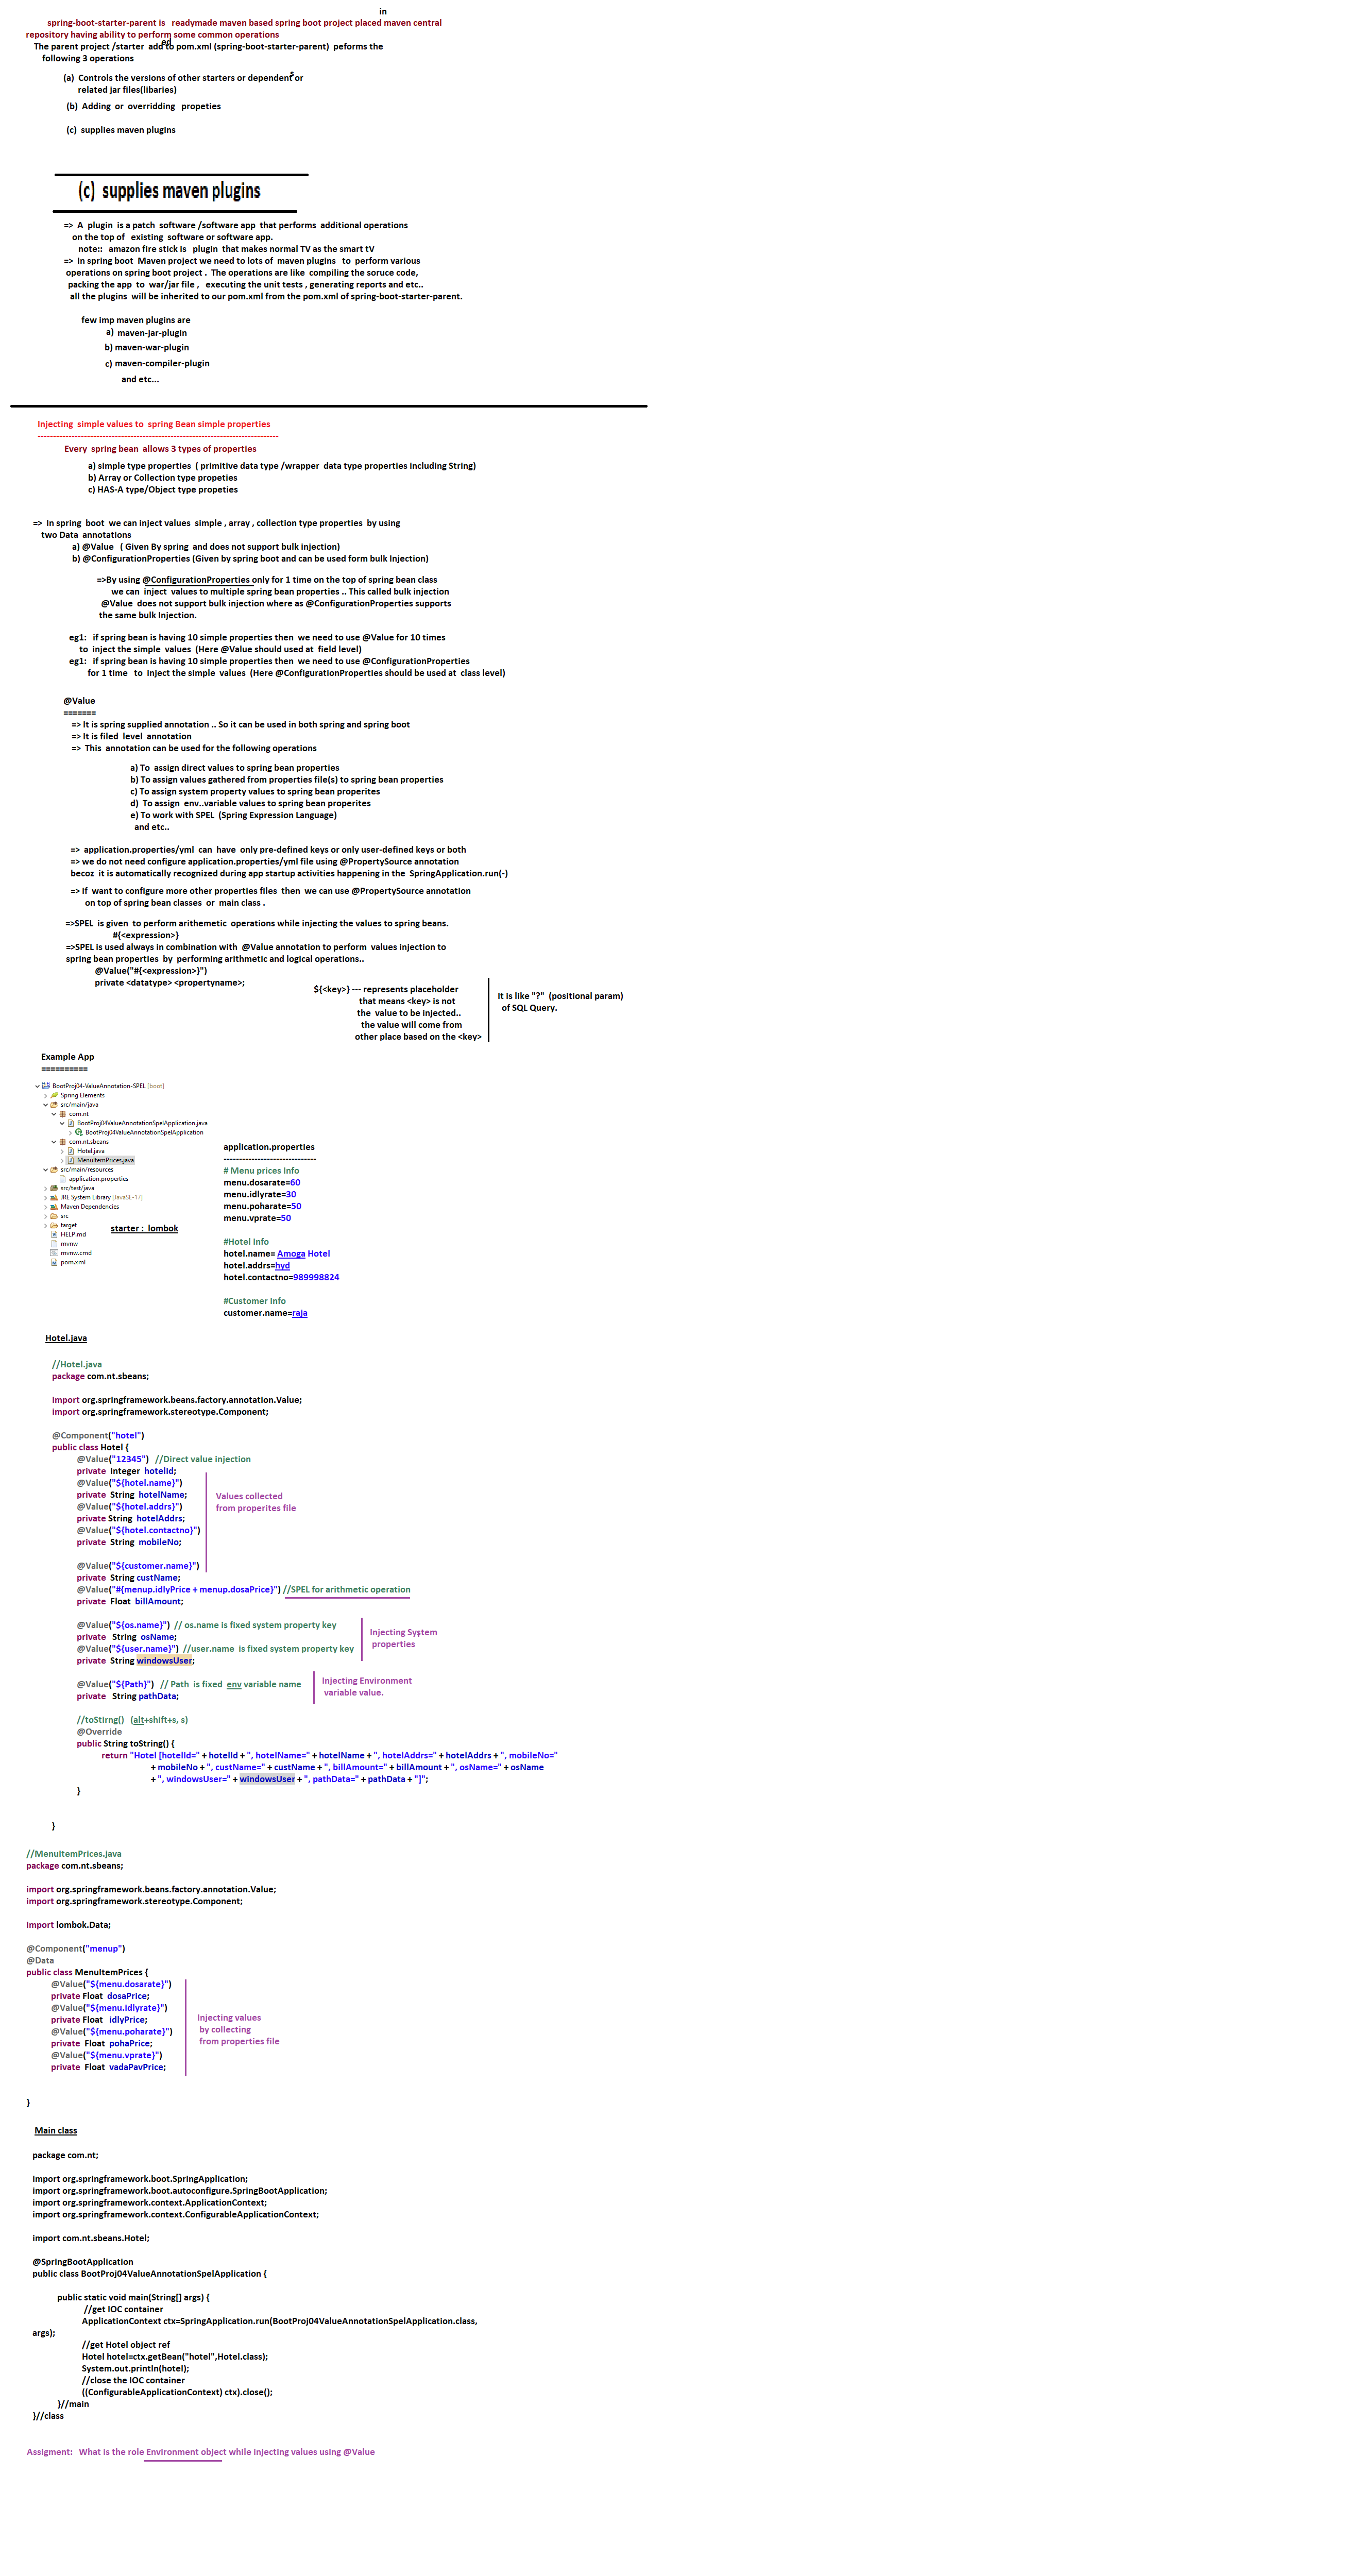 in
spring-boot-starter-parent is readymade maven based spring boot project placed maven central
repository having ability to perform some common operations
ed
The parent project /starter add to pom.xml (spring-boot-starter-parent) peforms the
following 3 operations
s
(a) Controls the versions of other starters or dependent or
related jar files(libaries)
(b) Adding or overridding propeties
(c) supplies maven plugins
(c) supplies maven plugins
=> A plugin is a patch software /software app that performs additional operations
on the top of existing software or software app.
note:: amazon fire stick is plugin that makes normal TV as the smart tV
=> In spring boot Maven project we need to lots of maven plugins to perform various
operations on spring boot project . The operations are like compiling the soruce code,
packing the app to war/jar file , executing the unit tests , generating reports and etc..
all the plugins will be inherited to our pom.xml from the pom.xml of spring-boot-starter-parent.
few imp maven plugins are
a) maven-jar-plugin
b) maven-war-plugin
c) maven-compiler-plugin
and etc...
Injecting simple values to spring Bean simple properties
--------------------------------------------------------------------------------
Every spring bean allows 3 types of properties
a) simple type properties ( primitive data type /wrapper data type properties including String)
b) Array or Collection type propeties
c) HAS-A type/Object type propeties
=> In spring boot we can inject values simple , array , collection type properties by using
two Data annotations
a) @Value ( Given By spring and does not support bulk injection)
b) @ConfigurationProperties (Given by spring boot and can be used form bulk Injection)
=>By using @ConfigurationProperties only for 1 time on the top of spring bean class
we can inject values to multiple spring bean properties .. This called bulk injection
@Value does not support bulk injection where as @ConfigurationProperties supports
the same bulk Injection.
eg1: if spring bean is having 10 simple properties then we need to use @Value for 10 times
to inject the simple values (Here @Value should used at field level)
eg1: if spring bean is having 10 simple properties then we need to use @ConfigurationProperties
for 1 time to inject the simple values (Here @ConfigurationProperties should be used at class level)
@Value
=======
=> It is spring supplied annotation .. So it can be used in both spring and spring boot
=> It is filed level annotation
=> This annotation can be used for the following operations
a) To assign direct values to spring bean properties
b) To assign values gathered from properties file(s) to spring bean properties
c) To assign system property values to spring bean properites
d) To assign env..variable values to spring bean properites
e) To work with SPEL (Spring Expression Language)
and etc..
=> application.properties/yml can have only pre-defined keys or only user-defined keys or both
=> we do not need configure application.properties/yml file using @PropertySource annotation
becoz it is automatically recognized during app startup activities happening in the SpringApplication.run(-)
=> if want to configure more other properties files then we can use @PropertySource annotation
on top of spring bean classes or main class .
=>SPEL is given to perform arithemetic operations while injecting the values to spring beans.
#{<expression>}
=>SPEL is used always in combination with @Value annotation to perform values injection to
spring bean properties by performing arithmetic and logical operations..
@Value("#{<expression>}")
private <datatype> <propertyname>;
${<key>} --- represents placeholder
that means <key> is not
the value to be injected..
the value will come from
other place based on the <key>
It is like "?" (positional param)
of SQL Query.
Example App
==========
BootProj04-ValueAnnotation-SPEL [boot]
Spring Elements
src/main/java
com.nt
BootProj04ValueAnnotationSpelApplication.java
BootProj04ValueAnnotationSpelApplication
com.nt.sbeans
Hotel.java
MenuItemPrices.java
src/main/resources
application.properties
src/test/java
JRE System Library [JavaSE-17]
Maven Dependencies
src
target
HELP.md
mvnw
mvnw.cmd
pom.xml
starter : lombok
application.properties
------------------------------
# Menu prices Info
menu.dosarate=60
menu.idlyrate=30
menu.poharate=50
menu.vprate=50
#Hotel Info
hotel.name= Amoga Hotel
hotel.addrs=hyd
hotel.contactno=989998824
#Customer Info
customer.name=raja
Hotel.java
//Hotel.java
package com.nt.sbeans;
import org.springframework.beans.factory.annotation.Value;
import org.springframework.stereotype.Component;
@Component("hotel")
public class Hotel {
@Value("12345") //Direct value injection
private Integer hotelId;
@Value("${hotel.name}")
private String hotelName;
@Value("${hotel.addrs}")
private String hotelAddrs;
@Value("${hotel.contactno}")
private String mobileNo;
Values collected
from properites file
@Value("${customer.name}")
private String custName;
@Value("#{menup.idlyPrice + menup.dosaPrice}") //SPEL for arithmetic operation
private Float billAmount;
@Value("${os.name}") // os.name is fixed system property key
private String osName;
@Value("${user.name}") //user.name is fixed system property key
private String windowsUser;
Injecting System
properties
@Value("${Path}") // Path is fixed env variable name
private String pathData;
Injecting Environment
variable value.
//toStirng() (alt+shift+s, s)
@Override
public String toString() {
return "Hotel [hotelId=" + hotelId + ", hotelName=" + hotelName + ", hotelAddrs=" + hotelAddrs + ", mobileNo="
+ mobileNo + ", custName=" + custName + ", billAmount=" + billAmount + ", osName=" + osName
+ ", windowsUser=" + windowsUser + ", pathData=" + pathData + "]";
}
}
//MenuItemPrices.java
package com.nt.sbeans;
import org.springframework.beans.factory.annotation.Value;
import org.springframework.stereotype.Component;
import lombok.Data;
@Component("menup")
@Data
public class MenuItemPrices {
@Value("${menu.dosarate}")
private Float dosaPrice;
@Value("${menu.idlyrate}")
private Float idlyPrice;
@Value("${menu.poharate}")
private Float pohaPrice;
@Value("${menu.vprate}")
private Float vadaPavPrice;
Injecting values
by collecting
from properties file
}
Main class
package com.nt;
import org.springframework.boot.SpringApplication;
import org.springframework.boot.autoconfigure.SpringBootApplication;
import org.springframework.context.ApplicationContext;
import org.springframework.context.ConfigurableApplicationContext;
import com.nt.sbeans.Hotel;
@SpringBootApplication
public class BootProj04ValueAnnotationSpelApplication {
public static void main(String[] args) {
//get IOC container
ApplicationContext ctx=SpringApplication.run(BootProj04ValueAnnotationSpelApplication.class,
args);
//get Hotel object ref
Hotel hotel=ctx.getBean("hotel",Hotel.class);
System.out.println(hotel);
//close the IOC container
((ConfigurableApplicationContext) ctx).close();
}//main
}//class
Assigment: What is the role Environment object while injecting values using @Value